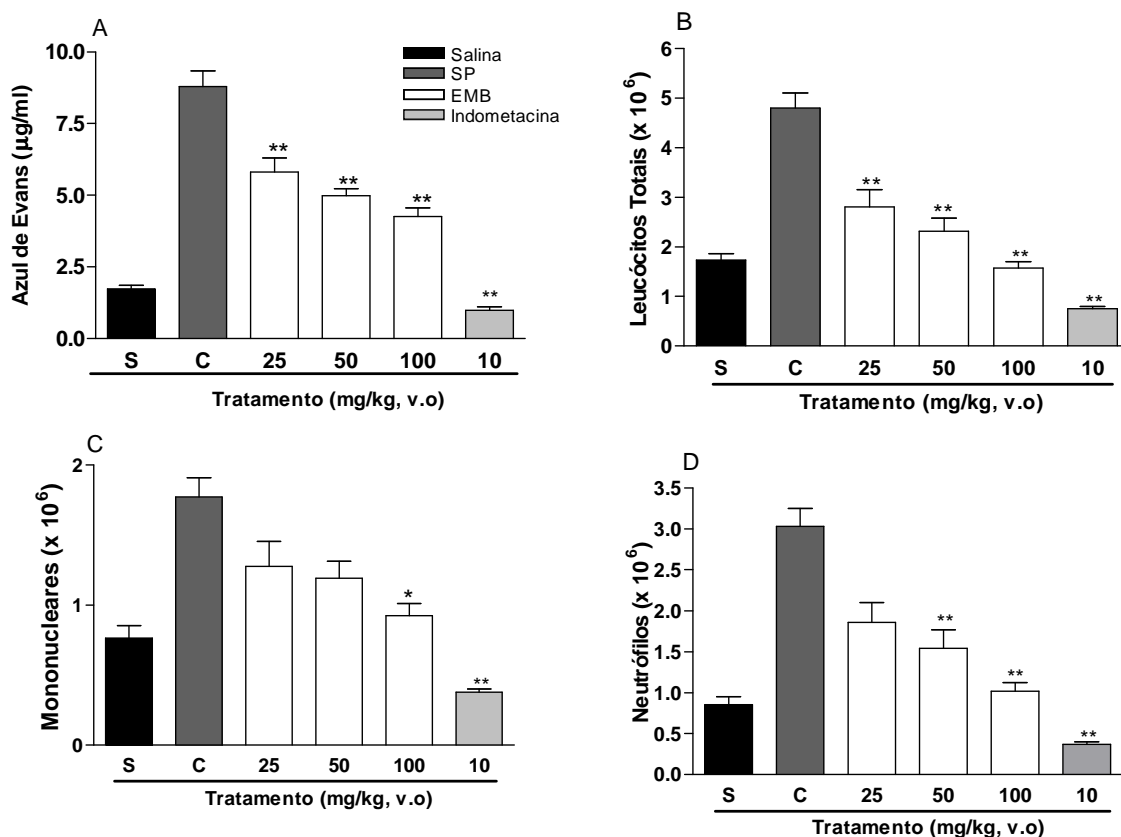 A
Azul de Evans (µg/ml)
10.0
7.5
5.0
2.5
0.0
Salina
SP
EMB
Indometacina
** ** ** **
S C 25 50 100 10
Tratamento (mg/kg, v.o)
B
Leucócitos Totais (x 10⁶)
6
5
4
3
2
1
0
** ** ** **
S C 25 50 100 10
Tratamento (mg/kg, v.o)
C
Mononucleares (x 10⁶)
2
1
0
* **
S C 25 50 100 10
Tratamento (mg/kg, v.o)
D
Neutrófilos (x 10⁶)
3.5
3.0
2.5
2.0
1.5
1.0
0.5
0.0
** ** **
S C 25 50 100 10
Tratamento (mg/kg, v.o)